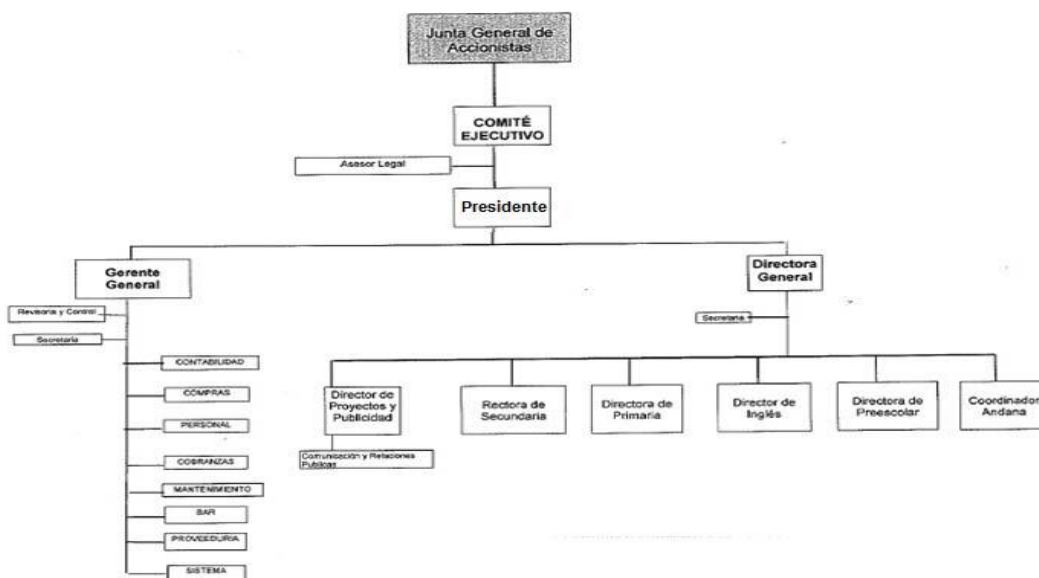 Junta General de
Accionistas
COMITÉ
EJECUTIVO
Asesor Legal
Presidente
Gerente
General
Directora
General
Revisoria y Control
Secretaria
Secretaria
CONTABILIDAD
COMPRAS
PERSONAL
COBRANZAS
MANTENIMIENTO
BAR
PROVEEDURIA
SISTEMA
Director de
Proyectos y
Publicidad
Comunicación y Relaciones
Publicas
Rectora de
Secundaria
Directora de
Primaria
Director de
Inglés
Directora de
Preescolar
Coordinador
Andana